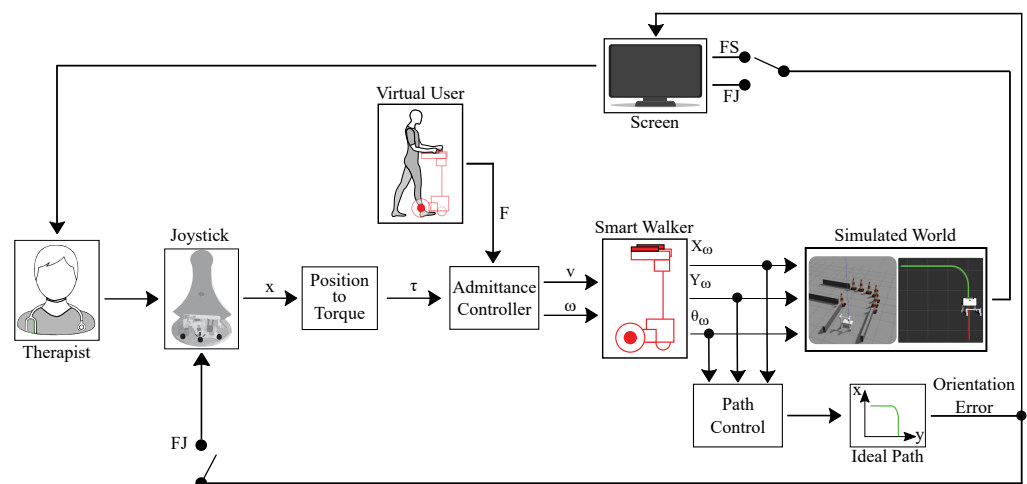 FS
FJ
Screen
Virtual User
F
Therapist
Joystick
x
Position
to
Torque
τ
Admittance
Controller
v
ω
Smart Walker
Xω
Yω
θω
Simulated World
Path
Control
x
y
Ideal Path
Orientation
Error
FJ